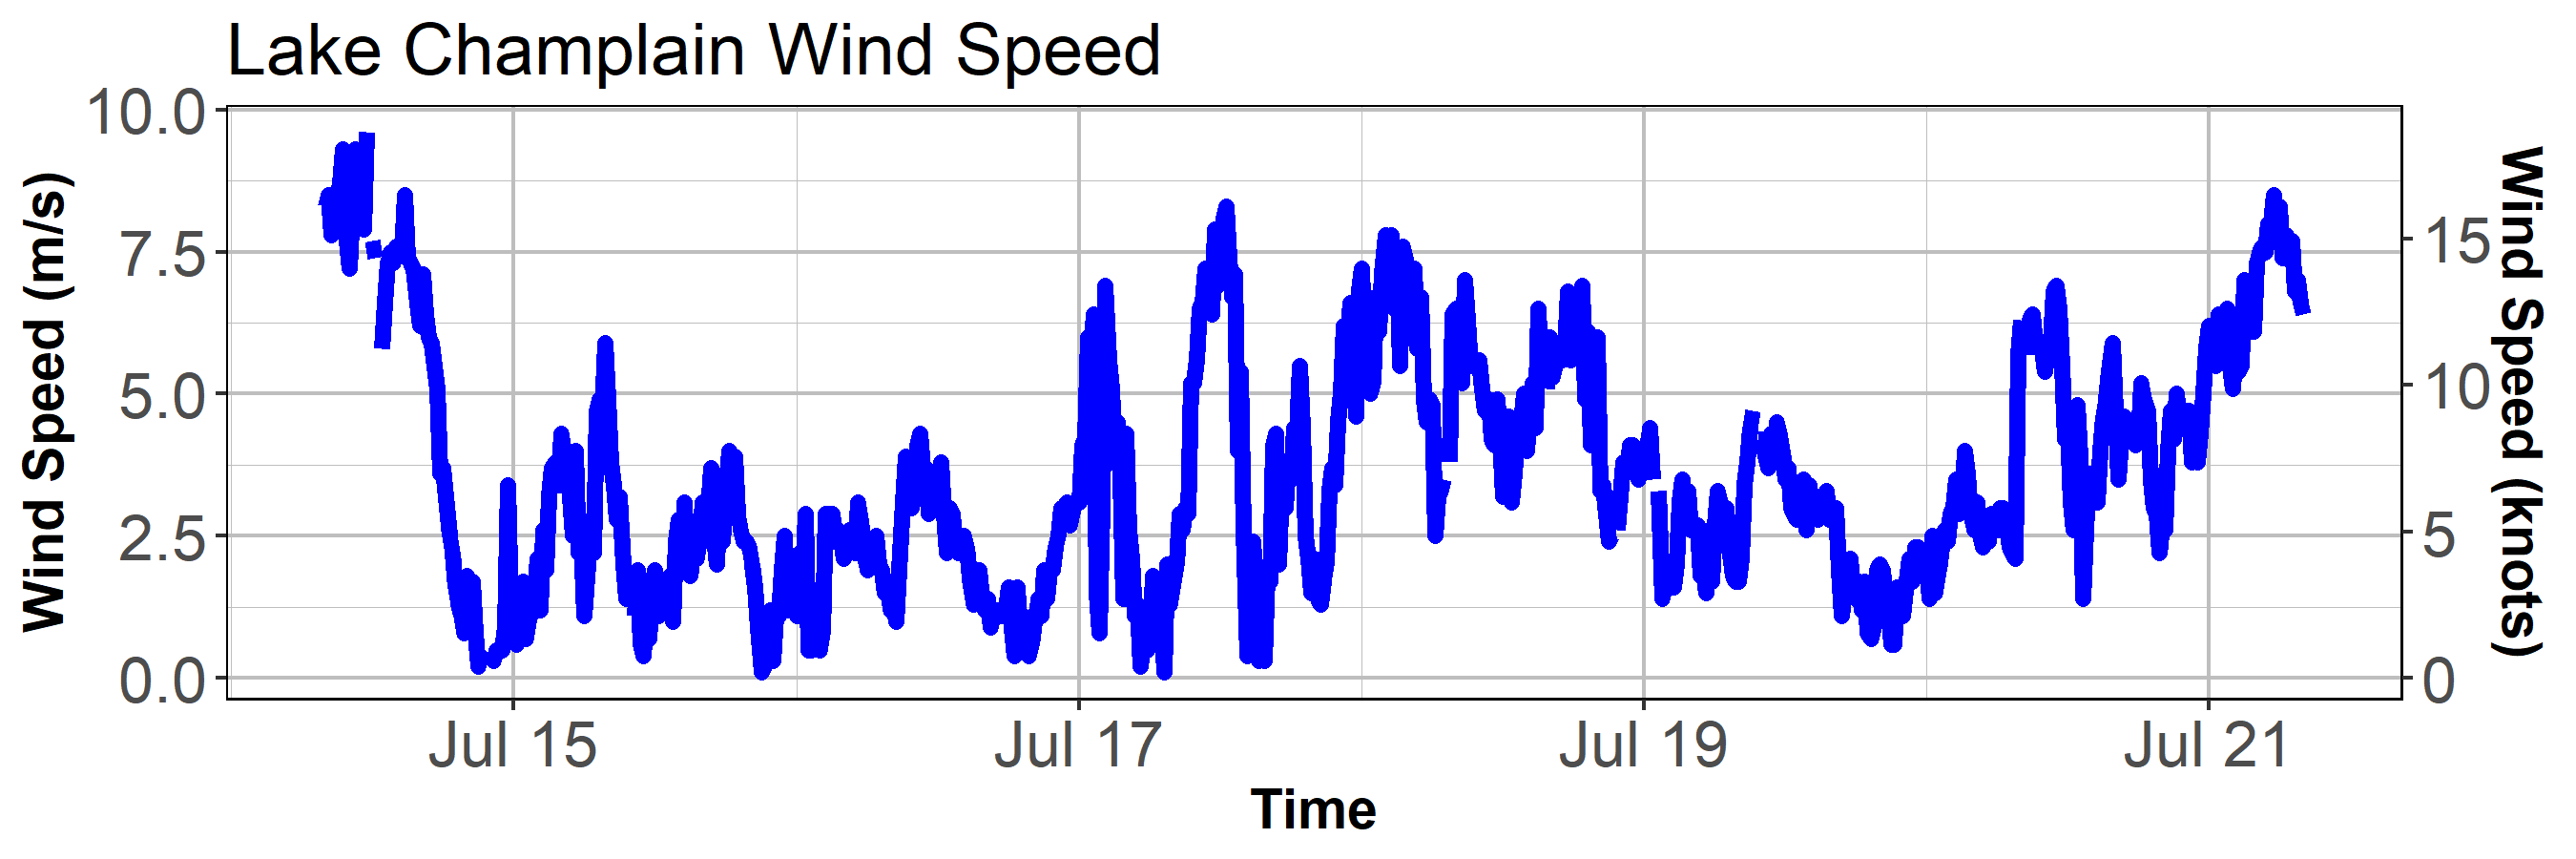 Lake Champlain Wind Speed
10.0
7.5
5.0
2.5
0.0
Wind Speed (m/s)
15
10
5
0
Wind Speed (knots)
Jul 15 Jul 17 Jul 19 Jul 21
Time